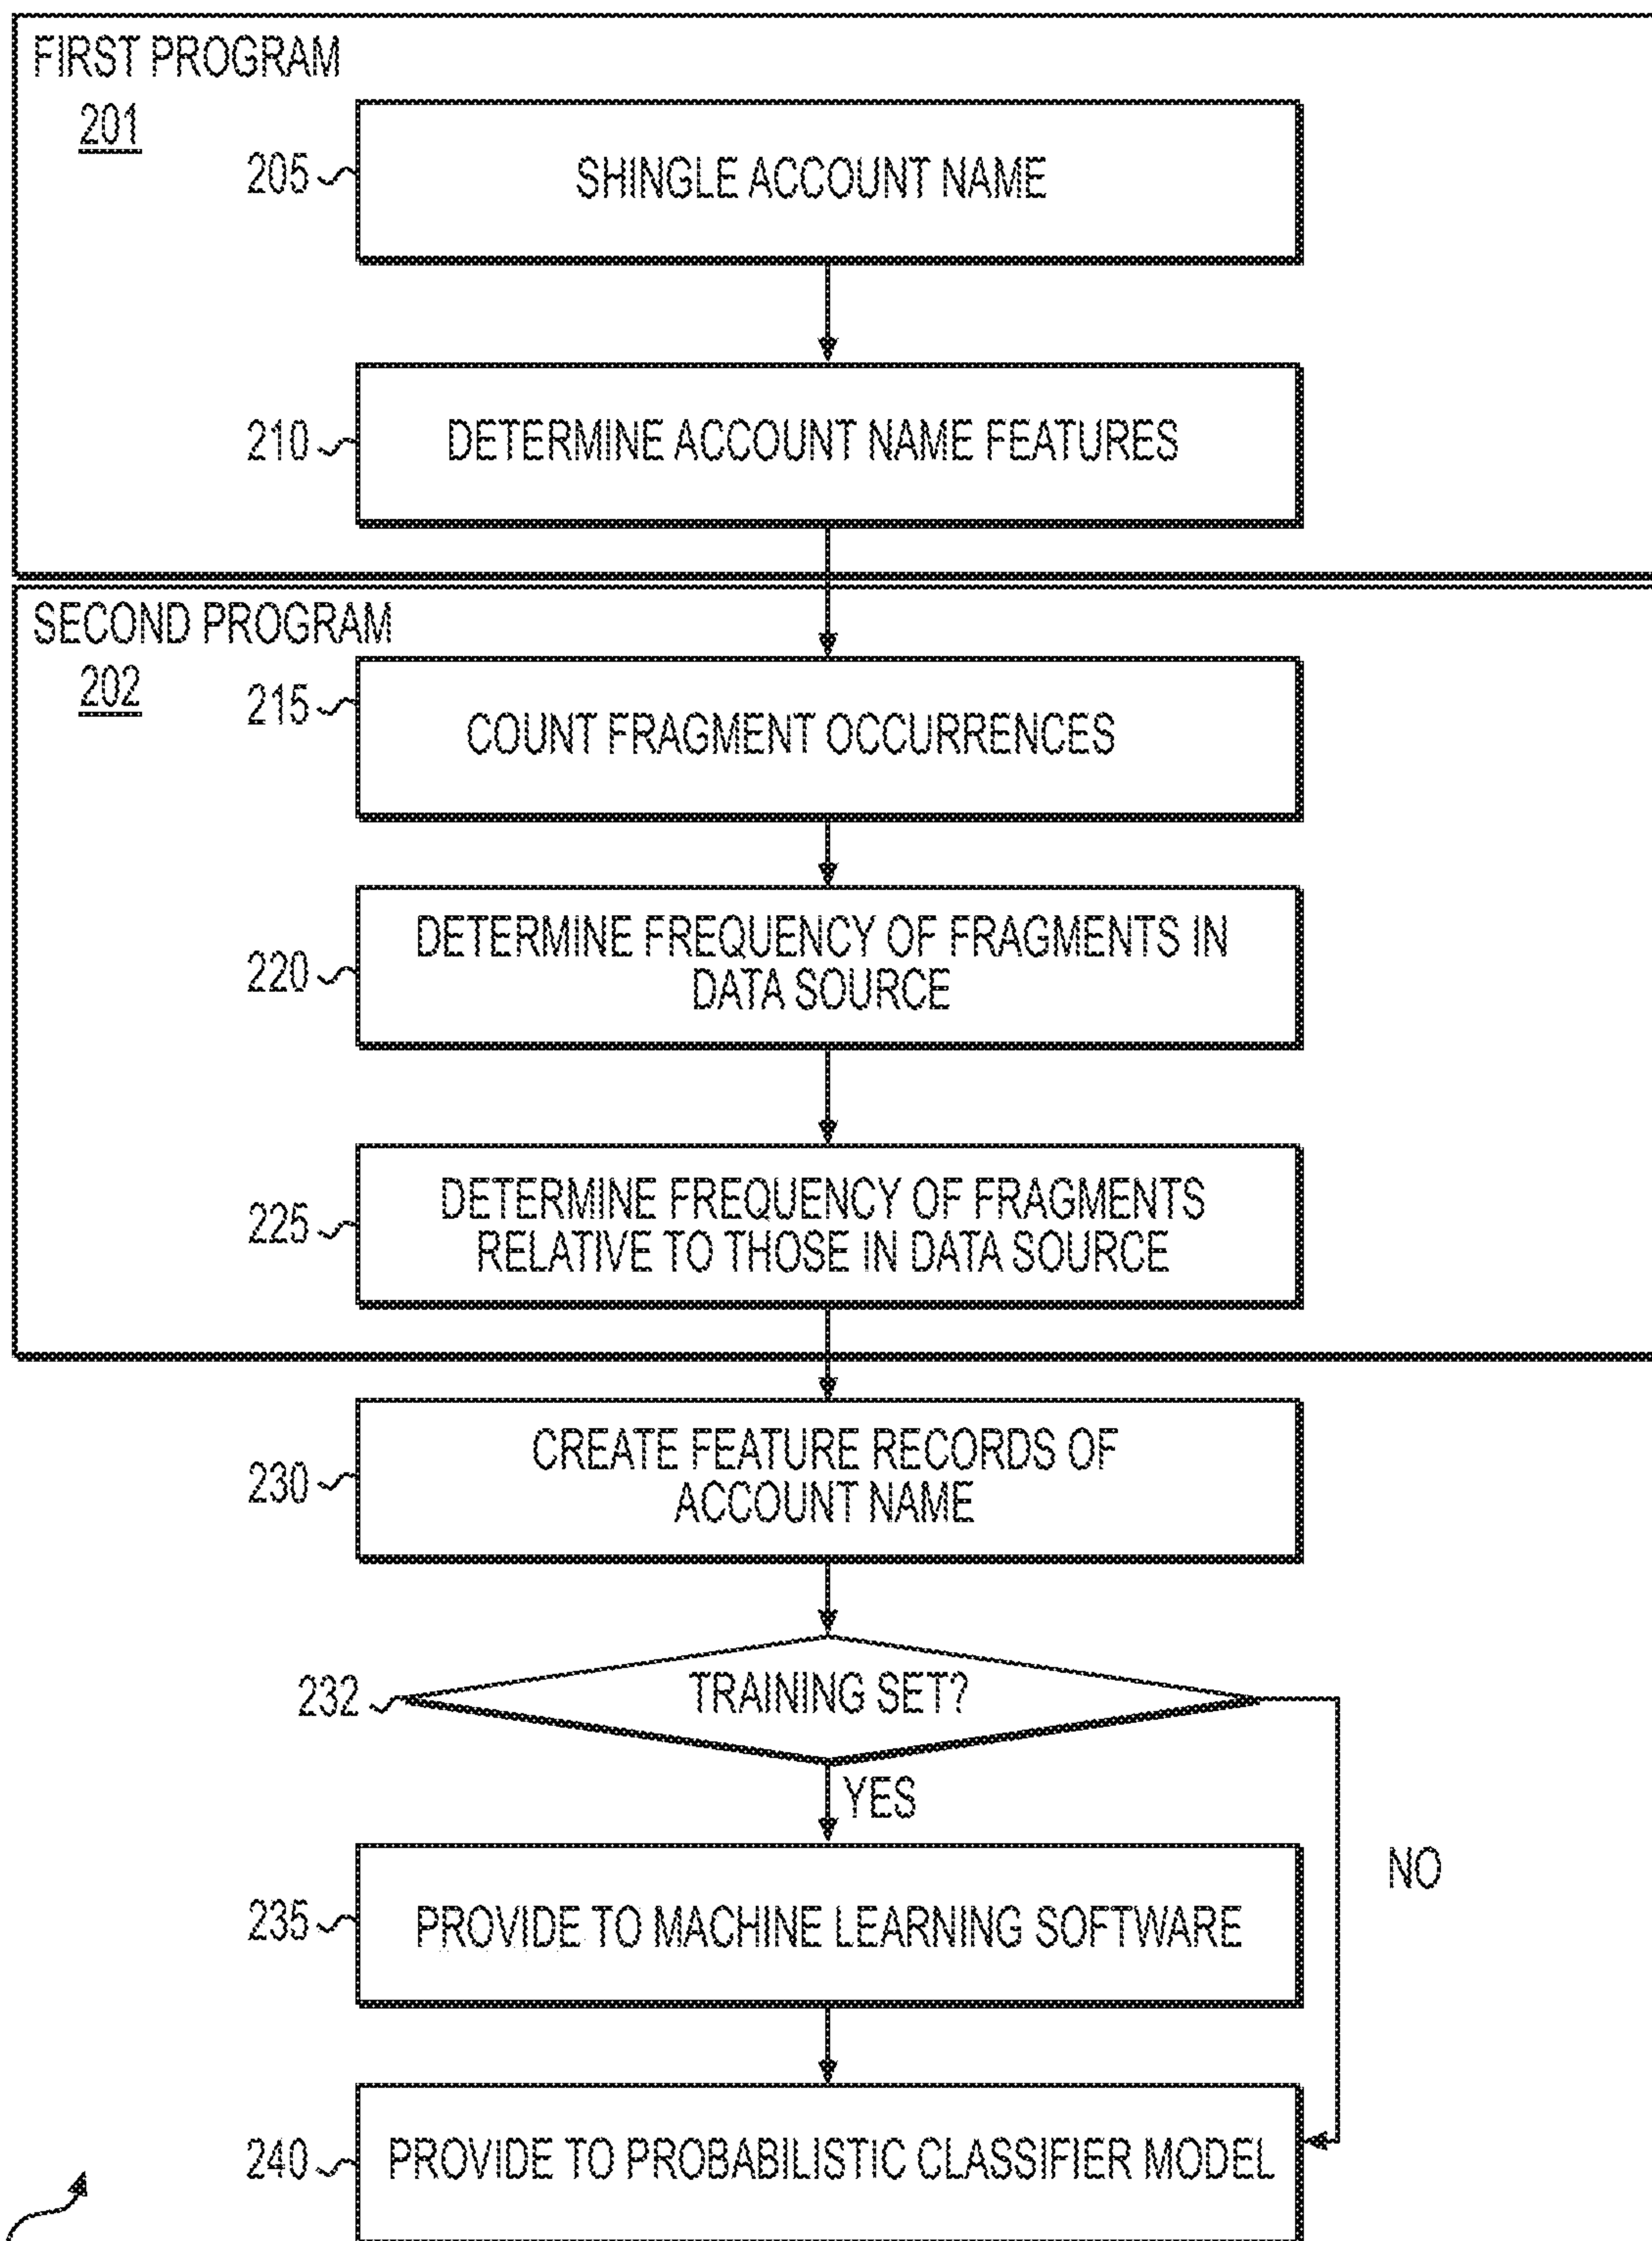 FIRST PROGRAM
201
205
SHINGLE ACCOUNT NAME
210
DETERMINE ACCOUNT NAME FEATURES
SECOND PROGRAM
202
215
COUNT FRAGMENT OCCURRENCES
220
DETERMINE FREQUENCY OF FRAGMENTS IN
DATA SOURCE
225
DETERMINE FREQUENCY OF FRAGMENTS
RELATIVE TO THOSE IN DATA SOURCE
230
CREATE FEATURE RECORDS OF
ACCOUNT NAME
232
TRAINING SET?
YES
NO
235
PROVIDE TO MACHINE LEARNING SOFTWARE
240
PROVIDE TO PROBABILISTIC CLASSIFIER MODEL